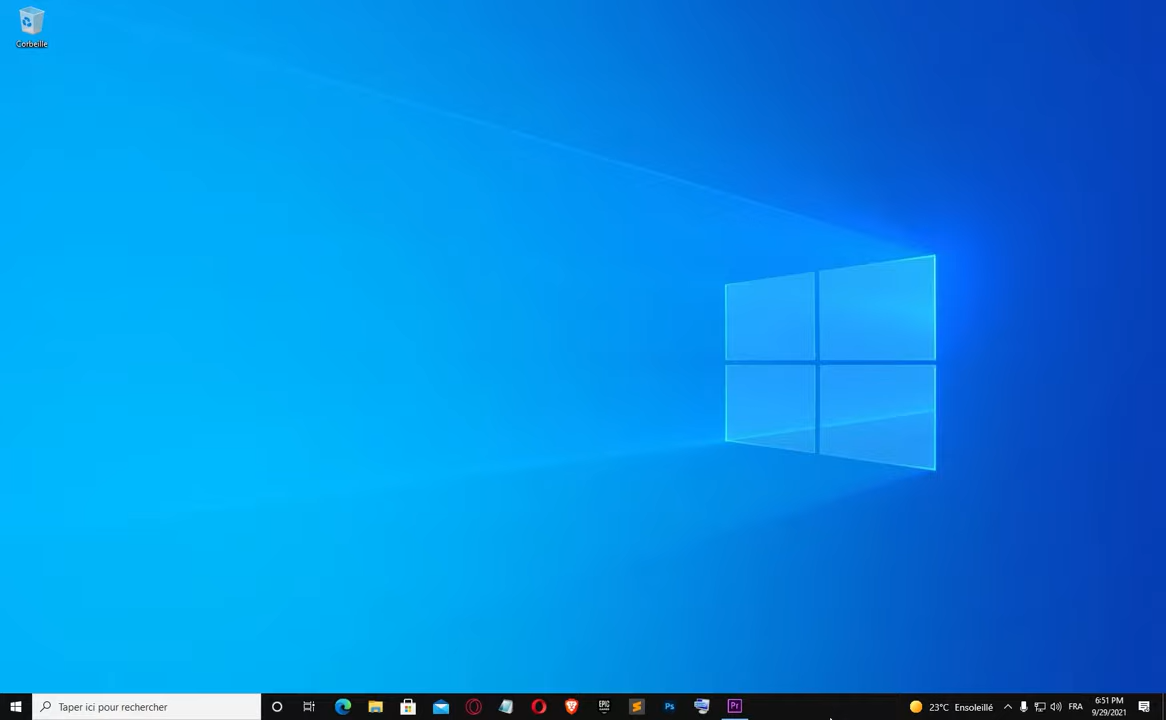 Corbeille
Taper ici pour rechercher
EPIC
Ps
Pr
23°C Ensoleillé
FRA
6:51 PM
9/29/2021